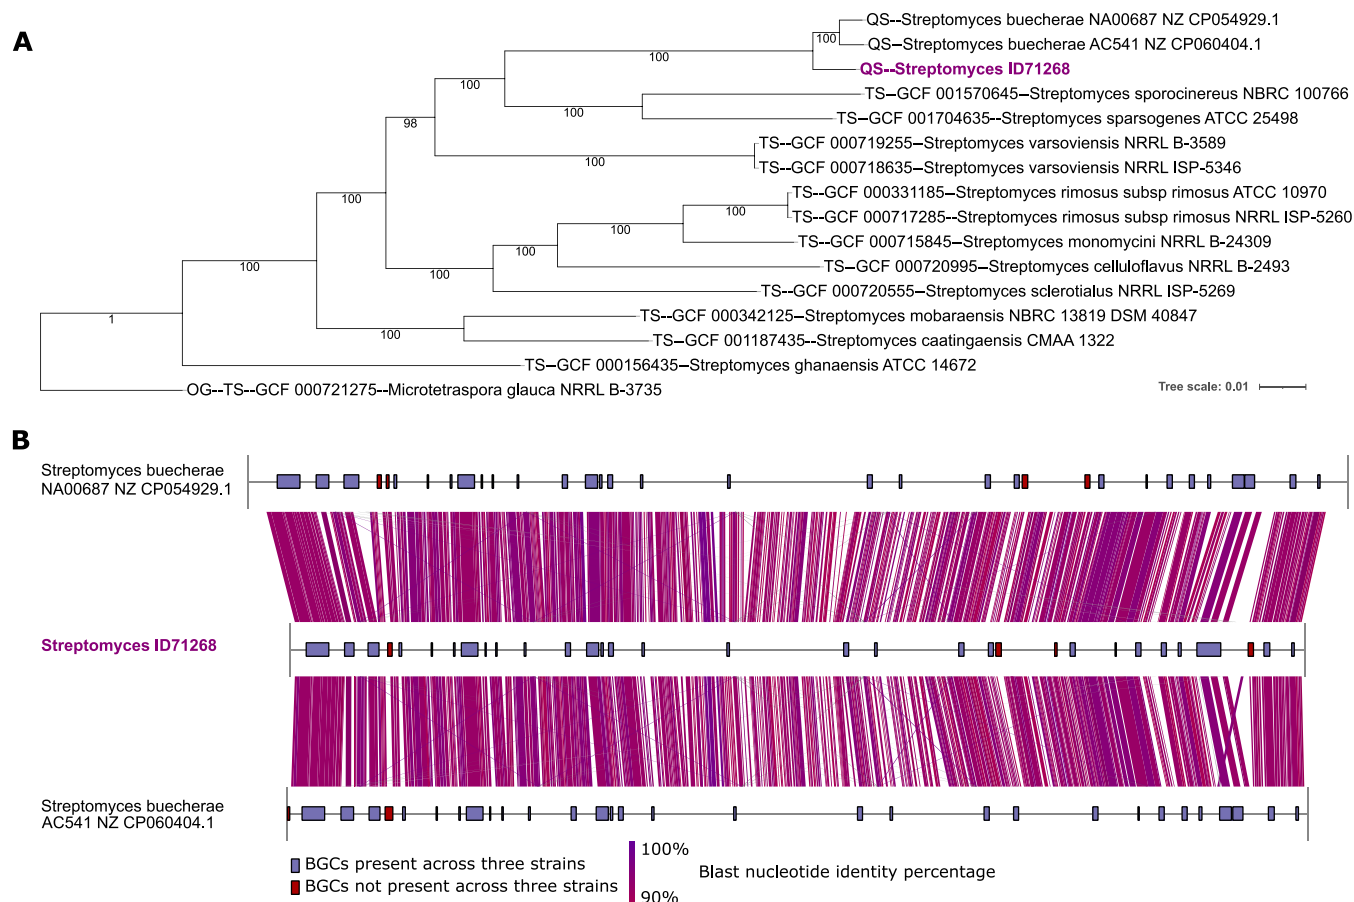 A
QS--Streptomyces buecherae NA00687 NZ CP054929.1
100
QS–Streptomyces buecherae AC541 NZ CP060404.1
100
QS--Streptomyces ID71268
100
TS–GCF 001570645–Streptomyces sporocinereus NBRC 100766
100
TS–GCF 001704635–Streptomyces sparsogenes ATCC 25498
98
TS--GCF 000719255–Streptomyces varsoviensis NRRL B-3589
100
TS–-GCF 000718635–Streptomyces varsoviensis NRRL ISP-5346
100
TS--GCF 000331185–Streptomyces rimosus subsp rimosus ATCC 10970
100
TS–GCF 000717285–Streptomyces rimosus subsp rimosus NRRL ISP-5260
100
TS--GCF 000715845–Streptomyces monomycini NRRL B-24309
100
TS–GCF 000720995–Streptomyces celluloflavus NRRL B-2493
100
TS--GCF 000720555–Streptomyces sclerotialus NRRL ISP-5269
1
TS--GCF 000342125–Streptomyces mobaraensis NBRC 13819 DSM 40847
100
TS–GCF 001187435--Streptomyces caatingaensis CMAA 1322
TS–GCF 000156435–Streptomyces ghanaensis ATCC 14672
OG–TS–GCF 000721275–Microtetraspora glauca NRRL B-3735
Tree scale: 0.01
B
Streptomyces buecherae
NA00687 NZ CP054929.1
Streptomyces ID71268
Streptomyces buecherae
AC541 NZ CP060404.1
BGCs present across three strains
BGCs not present across three strains
100%
Blast nucleotide identity percentage
90%